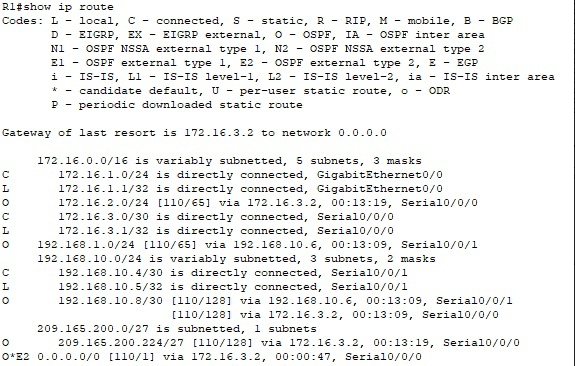 R1#show ip route
Codes: L - local, C - connected, S - static, R - RIP, M - mobile, B - BGP
D - EIGRP, EX - EIGRP external, O - OSPF, IA - OSPF inter area
N1 - OSPF NSSA external type 1, N2 - OSPF NSSA external type 2
E1 - OSPF external type 1, E2 - OSPF external type 2, E - EGP
i - IS-IS, L1 - IS-IS level-1, L2 - IS-IS level-2, ia - IS-IS inter area
* - candidate default, U - per-user static route, o - ODR
P - periodic downloaded static route
Gateway of last resort is 172.16.3.2 to network 0.0.0.0
172.16.0.0/16 is variably subnetted, 5 subnets, 3 masks
C 172.16.1.0/24 is directly connected, GigabitEthernet0/0
L 172.16.1.1/32 is directly connected, GigabitEthernet0/0
O 172.16.2.0/24 [110/65] via 172.16.3.2, 00:13:19, Serial0/0/0
C 172.16.3.0/30 is directly connected, Serial0/0/0
L 172.16.3.1/32 is directly connected, Serial0/0/0
O 192.168.1.0/24 [110/65] via 192.168.10.6, 00:13:09, Serial0/0/1
192.168.10.0/24 is variably subnetted, 3 subnets, 2 masks
C 192.168.10.4/30 is directly connected, Serial0/0/1
L 192.168.10.5/32 is directly connected, Serial0/0/1
O 192.168.10.8/30 [110/128] via 192.168.10.6, 00:13:09, Serial0/0/1
[110/128] via 172.16.3.2, 00:13:09, Serial0/0/0
209.165.200.0/27 is subnetted, 1 subnets
O 209.165.200.224/27 [110/128] via 172.16.3.2, 00:13:19, Serial0/0/0
O*E2 0.0.0.0/0 [110/1] via 172.16.3.2, 00:00:47, Serial0/0/0